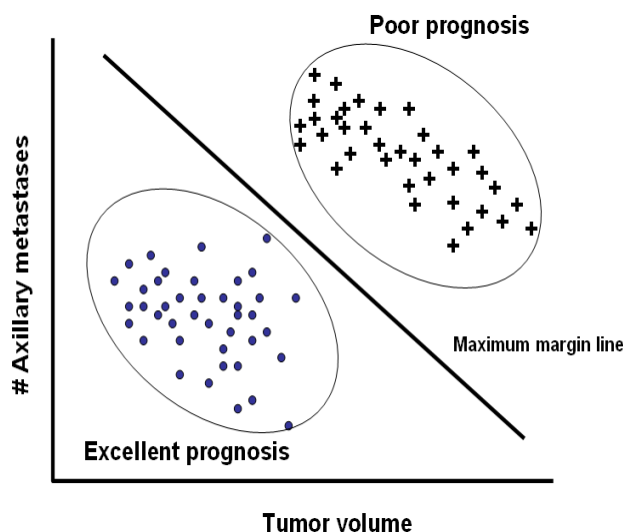 Poor prognosis
# Axillary metastases
Maximum margin line
Excellent prognosis
Tumor volume